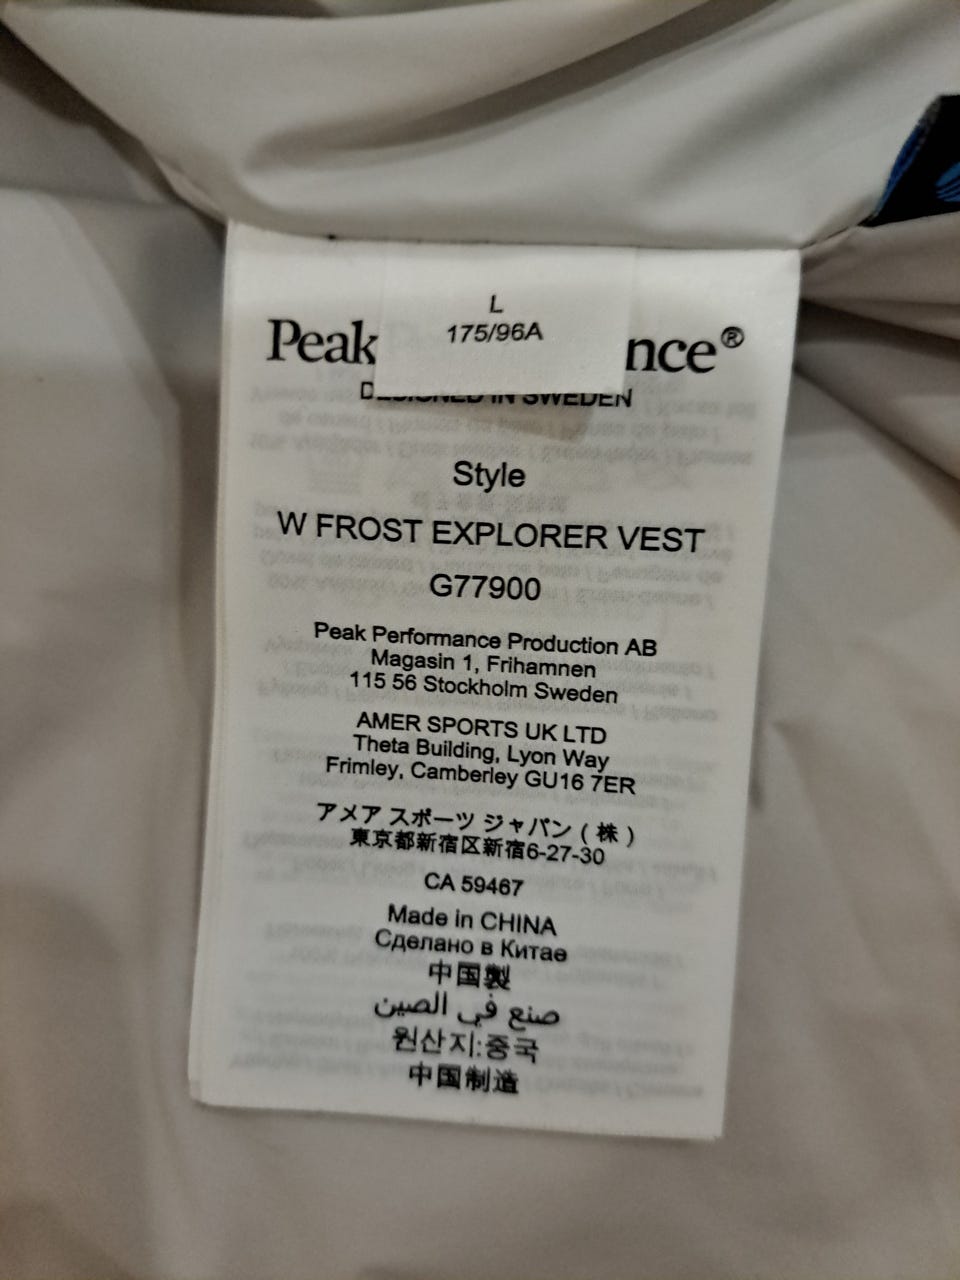 L
175/96A
Peak nce®
DESIGNED IN SWEDEN
Style
W FROST EXPLORER VEST
G77900
Peak Performance Production AB
Magasin 1, Frihamnen
115 56 Stockholm Sweden
AMER SPORTS UK LTD
Theta Building, Lyon Way
Frimley, Camberley GU16 7ER
アメア スポーツ ジャパン ( 株 )
東京都新宿区新宿6-27-30
CA 59467
Made in CHINA
Сделано в Китае
中国製
صنع في الصين
원산지:중국
中国制造